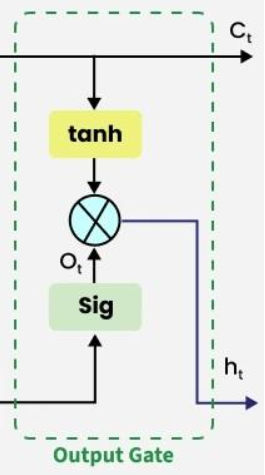 Cₜ
tanh
Oₜ
Sig
hₜ
Output Gate